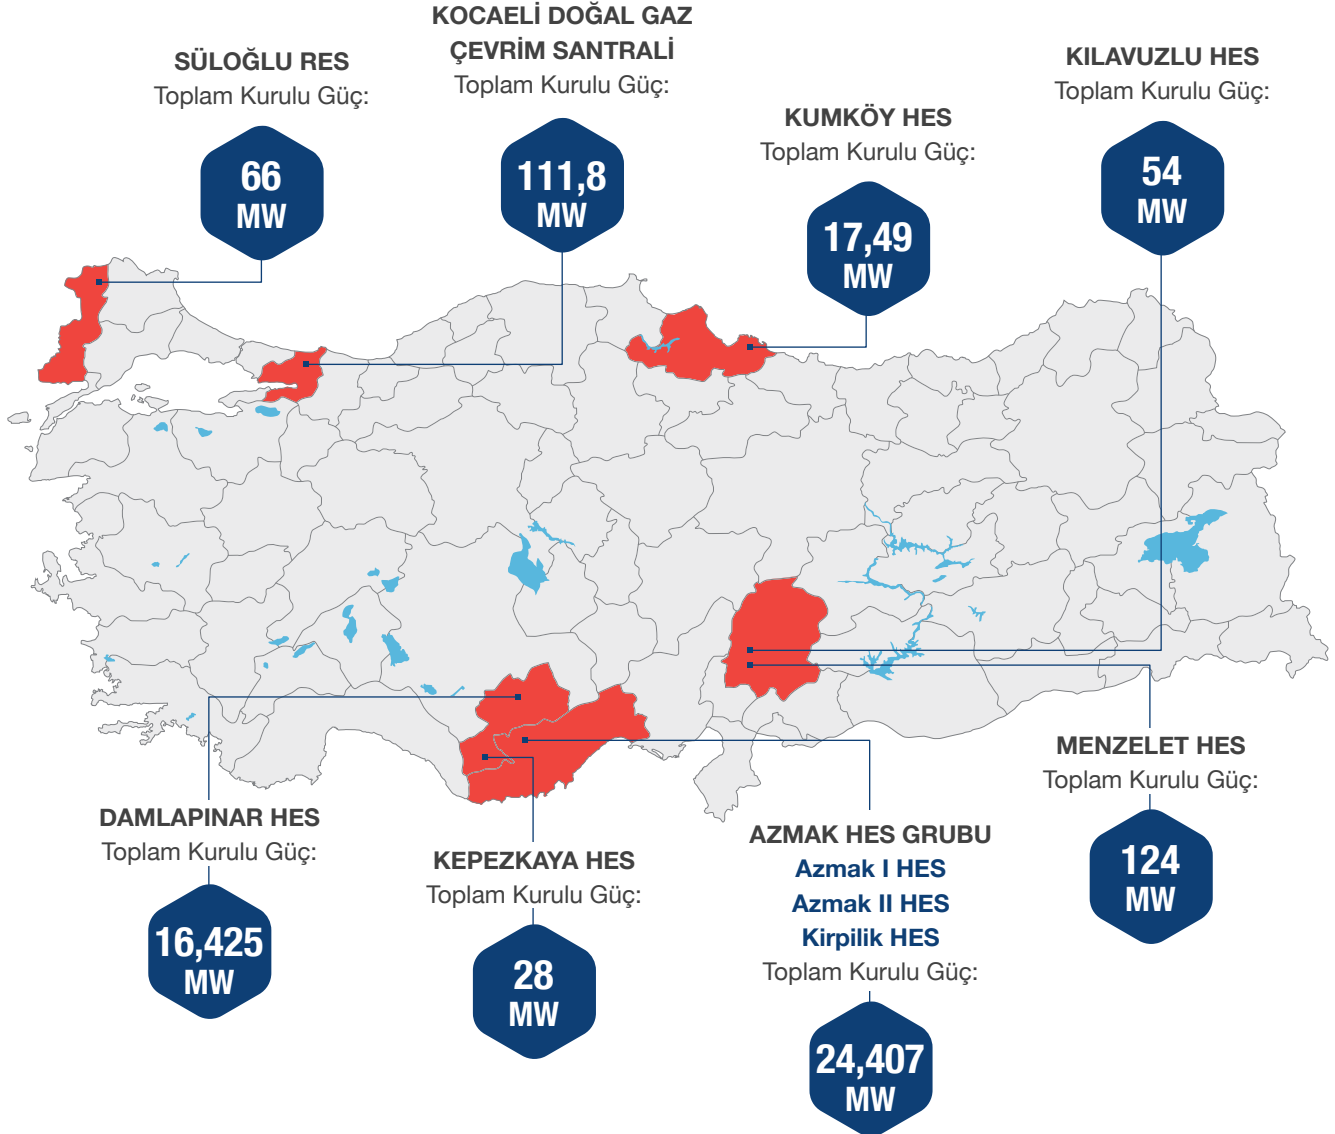 SÜLOĞLU RES
Toplam Kurulu Güç:
66
MW
KOCAELİ DOĞAL GAZ
ÇEVRİM SANTRALİ
Toplam Kurulu Güç:
111,8
MW
KUMKÖY HES
Toplam Kurulu Güç:
17,49
MW
KILAVUZLU HES
Toplam Kurulu Güç:
54
MW
DAMLAPINAR HES
Toplam Kurulu Güç:
16,425
MW
KEPEZKAYA HES
Toplam Kurulu Güç:
28
MW
AZMAK HES GRUBU
Azmak I HES
Azmak II HES
Kirpilik HES
Toplam Kurulu Güç:
24,407
MW
MENZELET HES
Toplam Kurulu Güç:
124
MW